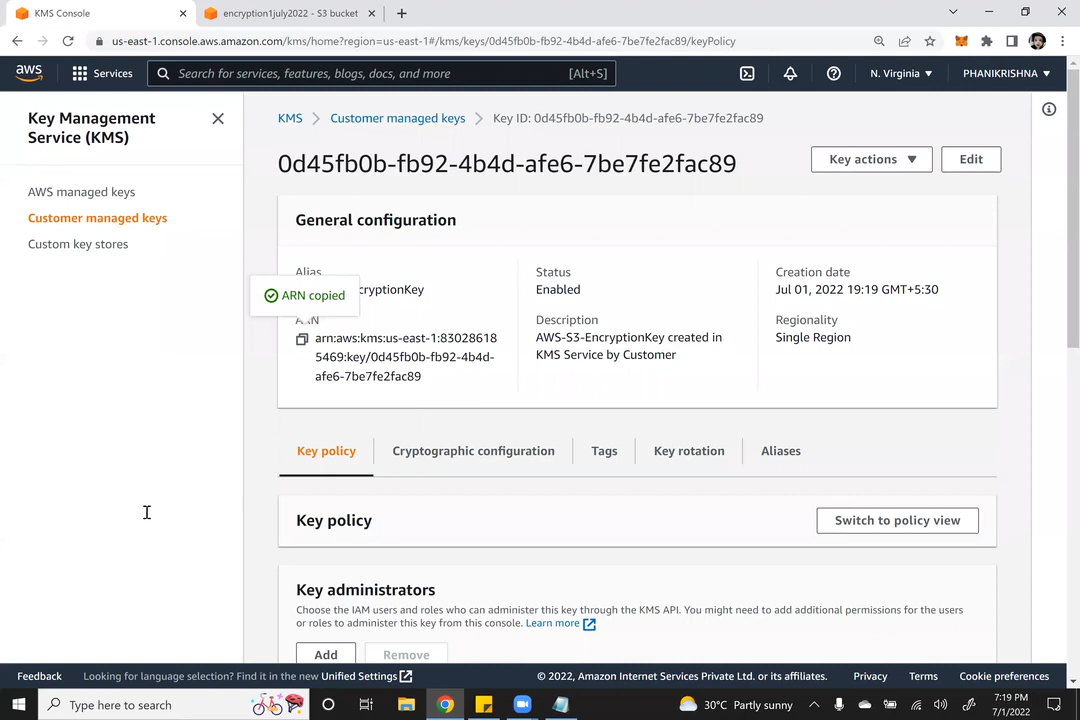 KMS Console
encryption1july2022 - S3 bucket
us-east-1.console.aws.amazon.com/kms/home?region=us-east-1#/kms/keys/0d45fb0b-fb92-4b4d-afe6-7be7fe2fac89/keyPolicy
aws
Services
Search for services, features, blogs, docs, and more
[Alt+S]
N. Virginia ▼
PHANIKRISHNA ▼
Key Management
Service (KMS)
AWS managed keys
Customer managed keys
Custom key stores
KMS > Customer managed keys > Key ID: 0d45fb0b-fb92-4b4d-afe6-7be7fe2fac89
0d45fb0b-fb92-4b4d-afe6-7be7fe2fac89
Key actions ▼
Edit
General configuration
Alias
cryptionKey
ARN copied
ARN
arn:aws:kms:us-east-1:83028618
5469:key/0d45fb0b-fb92-4b4d-
afe6-7be7fe2fac89
Status
Enabled
Description
AWS-S3-EncryptionKey created in
KMS Service by Customer
Creation date
Jul 01, 2022 19:19 GMT+5:30
Regionality
Single Region
Key policy
Cryptographic configuration
Tags
Key rotation
Aliases
Key policy
Switch to policy view
Key administrators
Choose the IAM users and roles who can administer this key through the KMS API. You might need to add additional permissions for the users
or roles to administer this key from this console. Learn more
Add
Remove
Feedback
Looking for language selection? Find it in the new Unified Settings
© 2022, Amazon Internet Services Private Ltd. or its affiliates.
Privacy
Terms
Cookie preferences
Type here to search
30°C Partly sunny
7:19 PM
7/1/2022